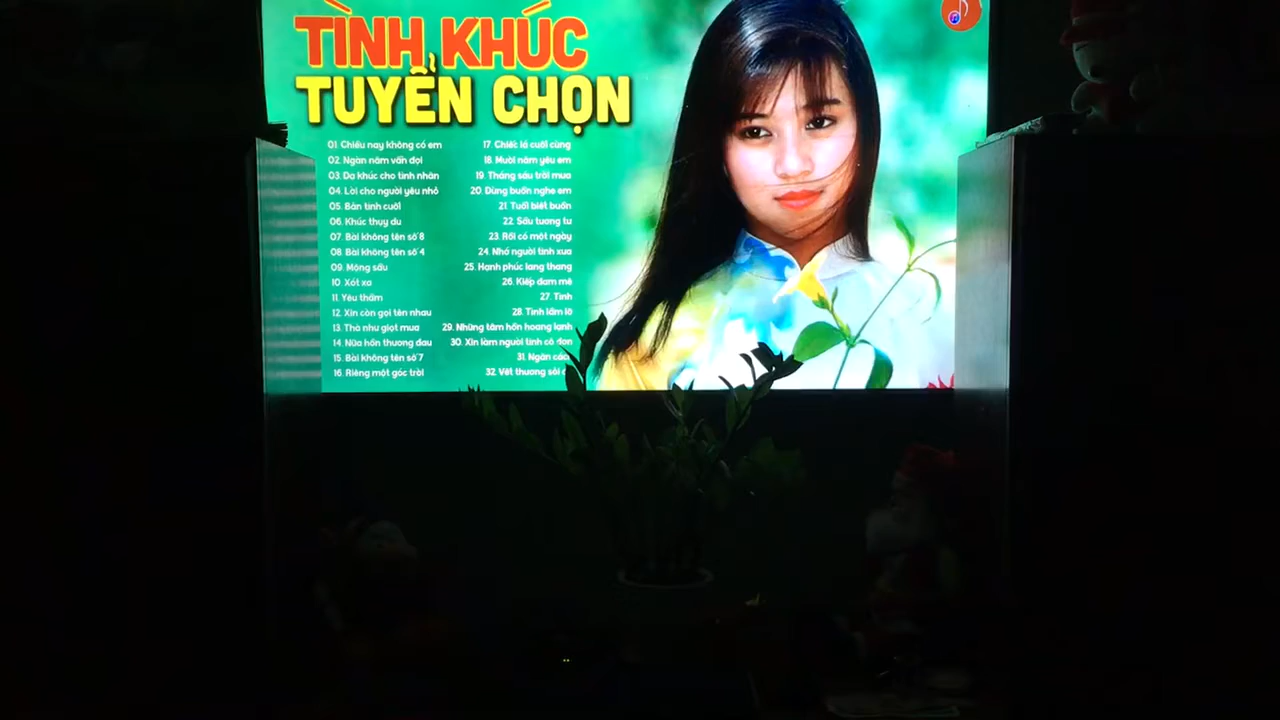 TÌNH KHÚC
TUYỂN CHỌN
01. Chiều nay không có em
02. Ngàn năm vẫn đợi
03. Dạ khúc cho tình nhân
04. Lời cho người yêu nhỏ
05. Bản tình cuối
06. Khúc thụy du
07. Bài không tên số 8
08. Bài không tên số 4
09. Mộng sầu
10. Xót xa
11. Yêu thầm
12. Xin còn gọi tên nhau
13. Thà như giọt mưa
14. Nửa hồn thương đau
15. Bài không tên số 7
16. Riêng một góc trời
17. Chiếc lá cuối cùng
18. Mười năm yêu em
19. Tháng sáu trời mưa
20. Đừng buồn nghe em
21. Tuổi biết buồn
22. Sầu tương tư
23. Rồi có một ngày
24. Nhớ người tình xưa
25. Hạnh phúc lang thang
26. Kiếp đam mê
27. Tình
28. Tình lầm lỡ
29. Những tâm hồn hoang lạnh
30. Xin làm người tình cô đơn
31. Ngăn
32. Vết thương sỏi